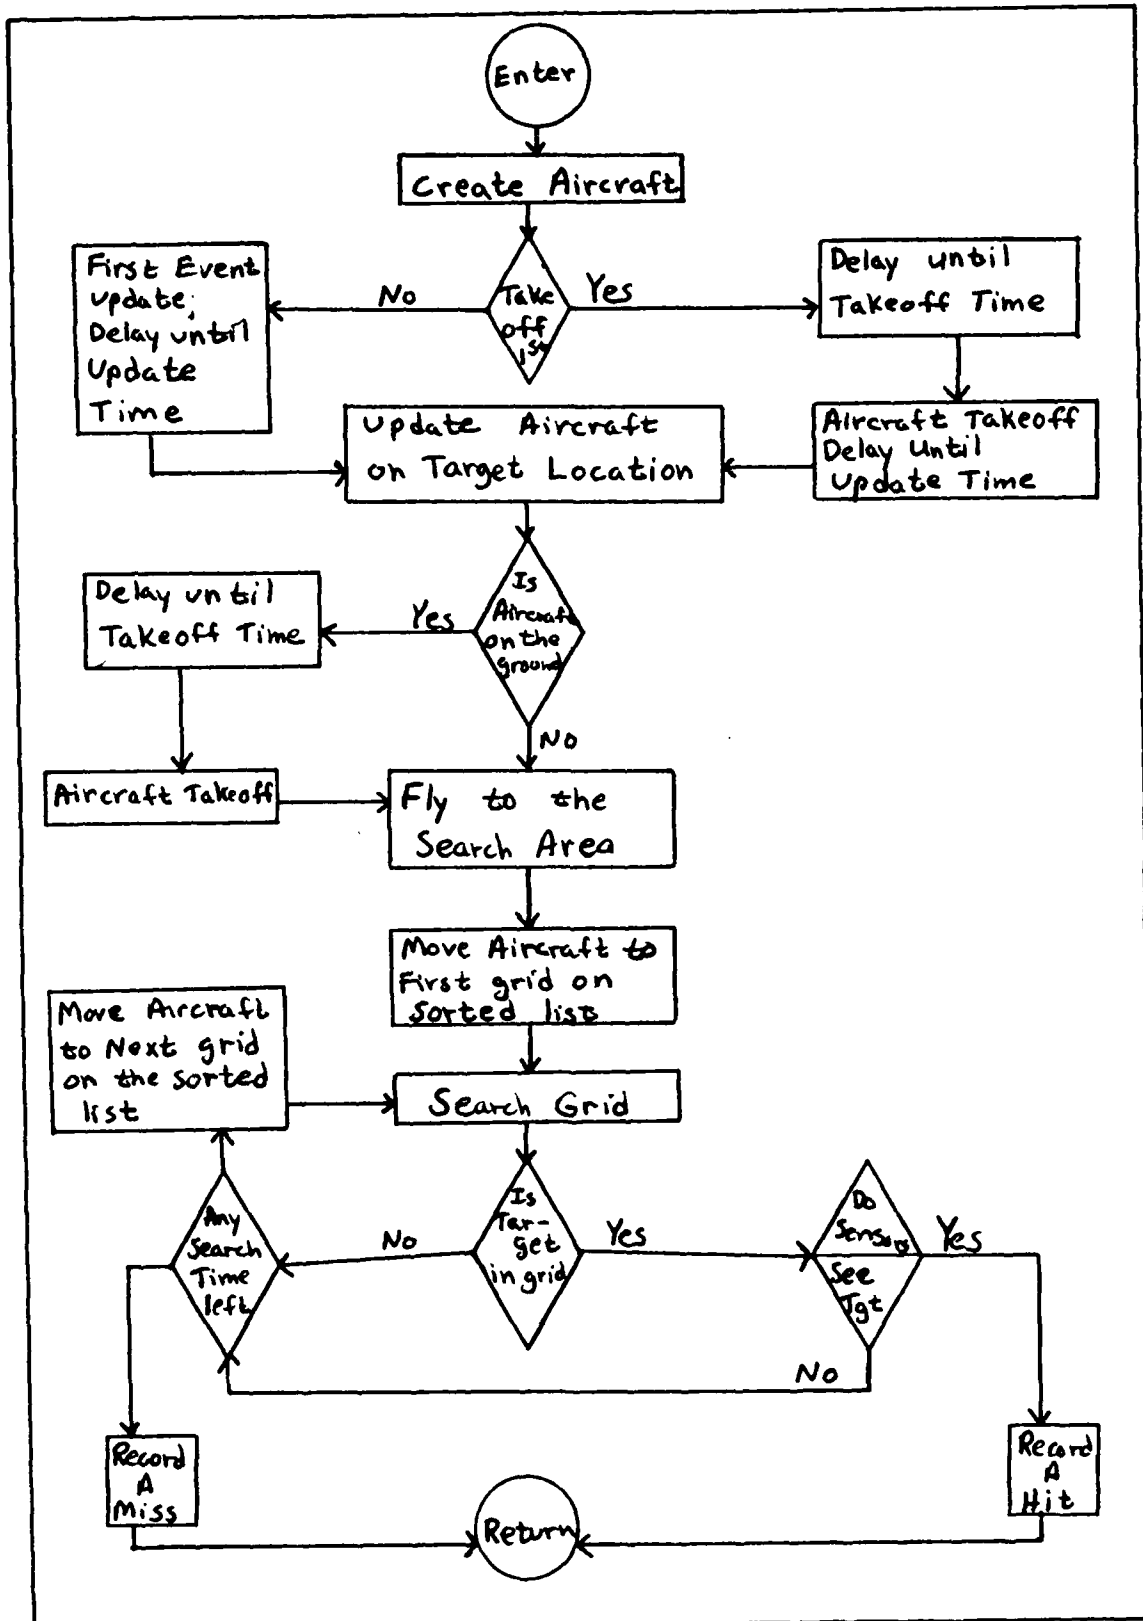 Enter
Create Aircraft
First Event
update;
Delay until
Update
Time
No
Take
off
1st
Yes
Delay until
Takeoff Time
Update Aircraft
on Target Location
Aircraft Takeoff
Delay Until
Update Time
Delay until
Takeoff Time
Yes
Is
Aircraft
on the
ground
No
Aircraft Takeoff
Fly to the
Search Area
Move Aircraft to
First grid on
Sorted list
Move Aircraft
to Next grid
on the sorted
list
Search Grid
Any
Search
Time
left
No
Is
Tar-
get
in grid
Yes
Do
Sensors
See
Tgt
Yes
No
Record
A
Miss
Return
Record
A
Hit